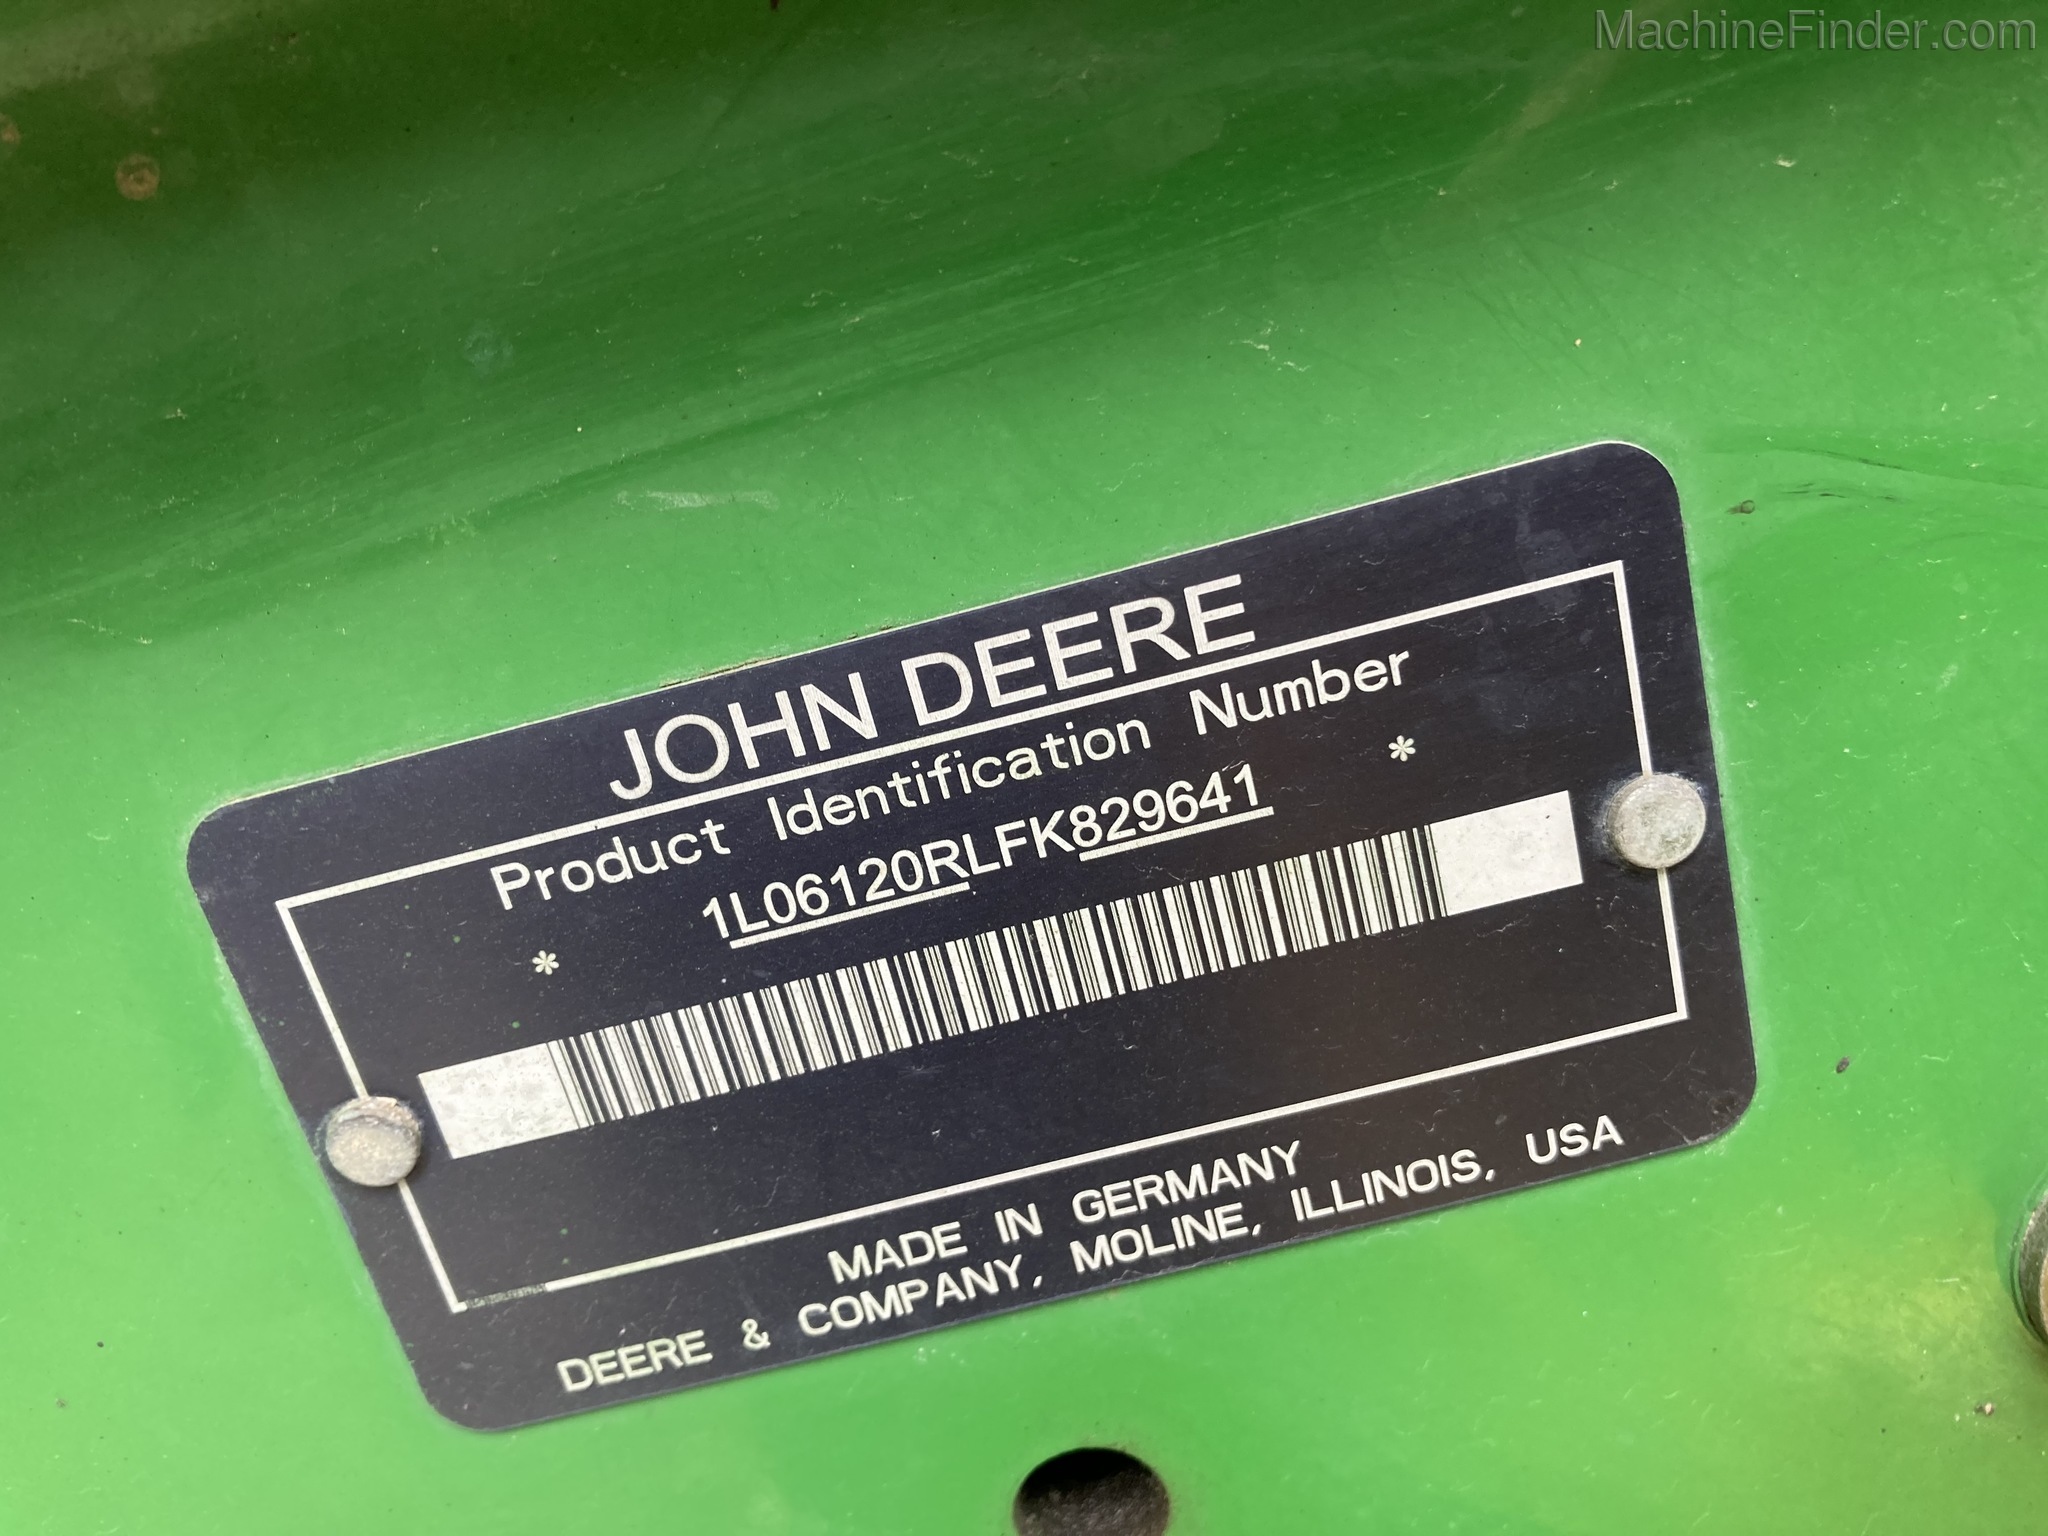 MachineFinder.com
JOHN DEERE
Product Identification Number
* 1L06120RLFK829641 *
MADE IN GERMANY
DEERE & COMPANY, MOLINE, ILLINOIS, USA